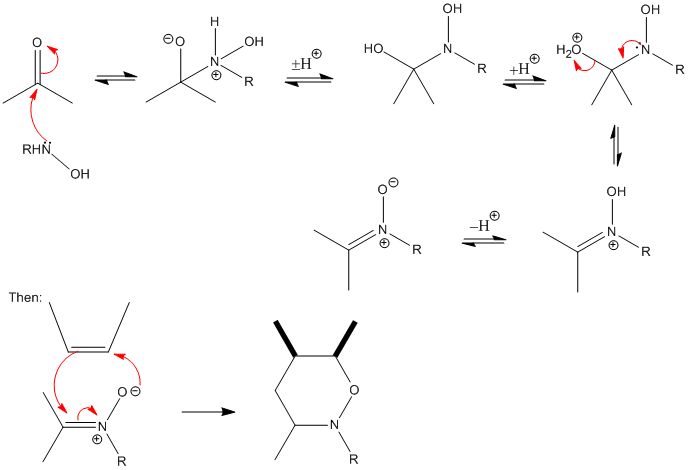 O
RHN̈
OH
⊖O
H
N
⊕
OH
R
±H⊕
HO
OH
N
R
+H⊕
H₂O⊕
OH
N̈
R
O⊖
N
⊕
R
–H⊕
OH
N
⊕
R
Then:
O⊖
N
⊕
R
O
N
R